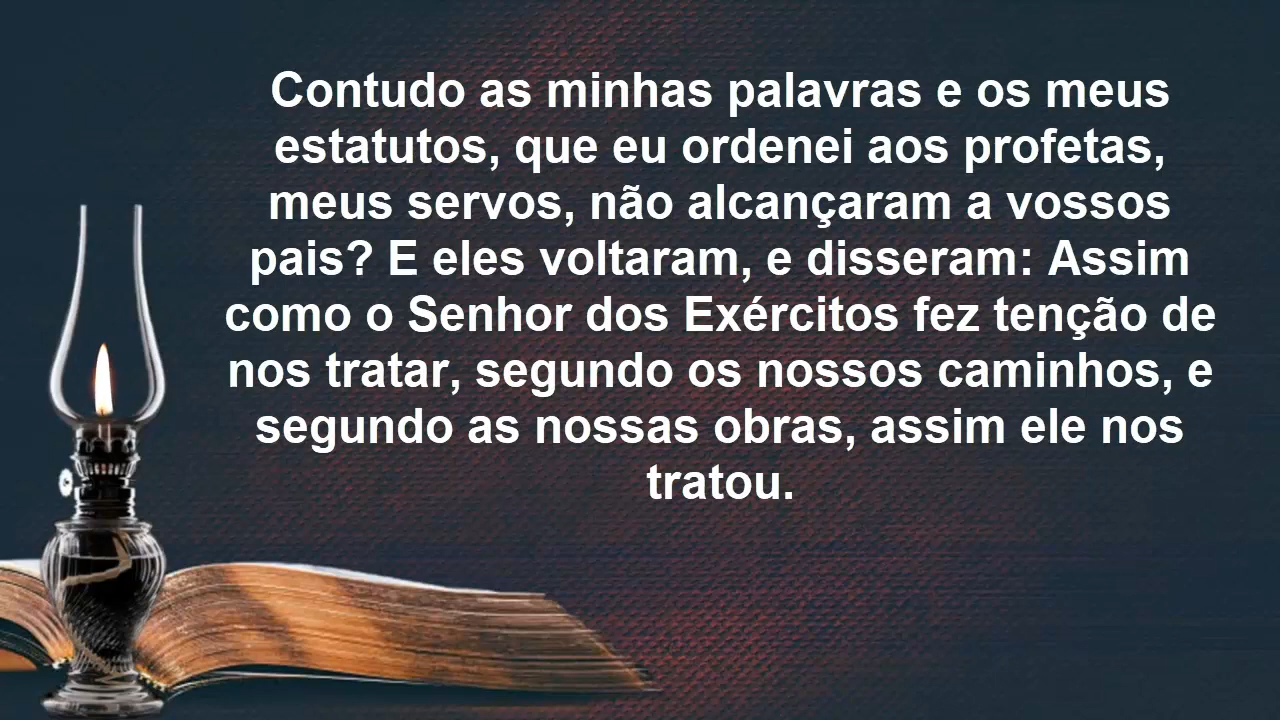 Contudo as minhas palavras e os meus
estatutos, que eu ordenei aos profetas,
meus servos, não alcançaram a vossos
pais? E eles voltaram, e disseram: Assim
como o Senhor dos Exércitos fez tenção de
nos tratar, segundo os nossos caminhos, e
segundo as nossas obras, assim ele nos
tratou.